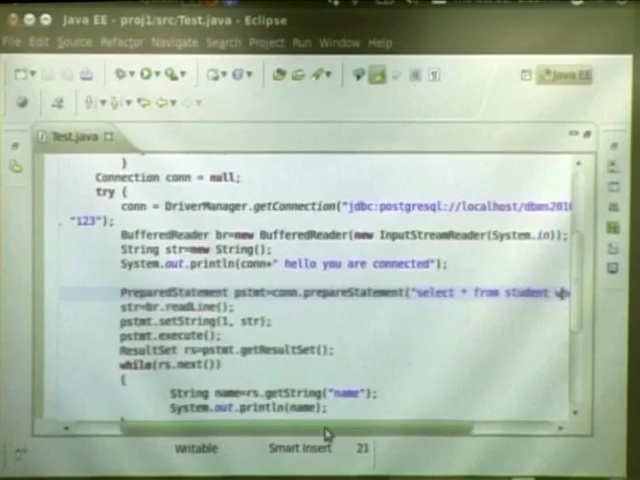 Java EE - proj1/src/Test.java - Eclipse
File Edit Source Refactor Navigate Search Project Run Window Help
Java EE
Test.java
}
Connection conn = null;
try {
conn = DriverManager.getConnection("jdbc:postgresql://localhost/dbms201
"123");
BufferedReader br=new BufferedReader(new InputStreamReader(System.in));
String str=new String();
System.out.println(conn+" hello you are connected");
PreparedStatement pstmt=conn.prepareStatement("select * from student
str=br.readLine();
pstmt.setString(1, str);
pstmt.execute();
ResultSet rs=pstmt.getResultSet();
while(rs.next())
{
String name=rs.getString("name");
System.out.println(name);
Writable Smart Insert 21